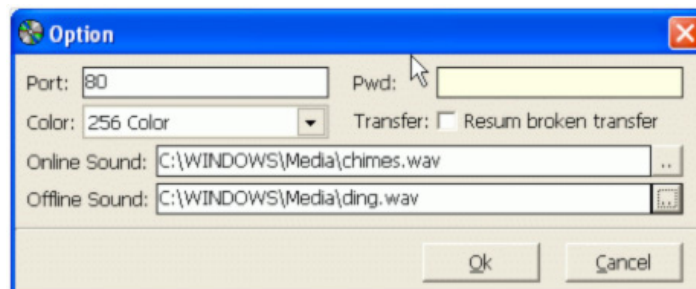 Option
Port: 80 Pwd:
Color: 256 Color Transfer: Resum broken transfer
Online Sound: C:\WINDOWS\Media\chimes.wav ..
Offline Sound: C:\WINDOWS\Media\ding.wav ..
Ok Cancel